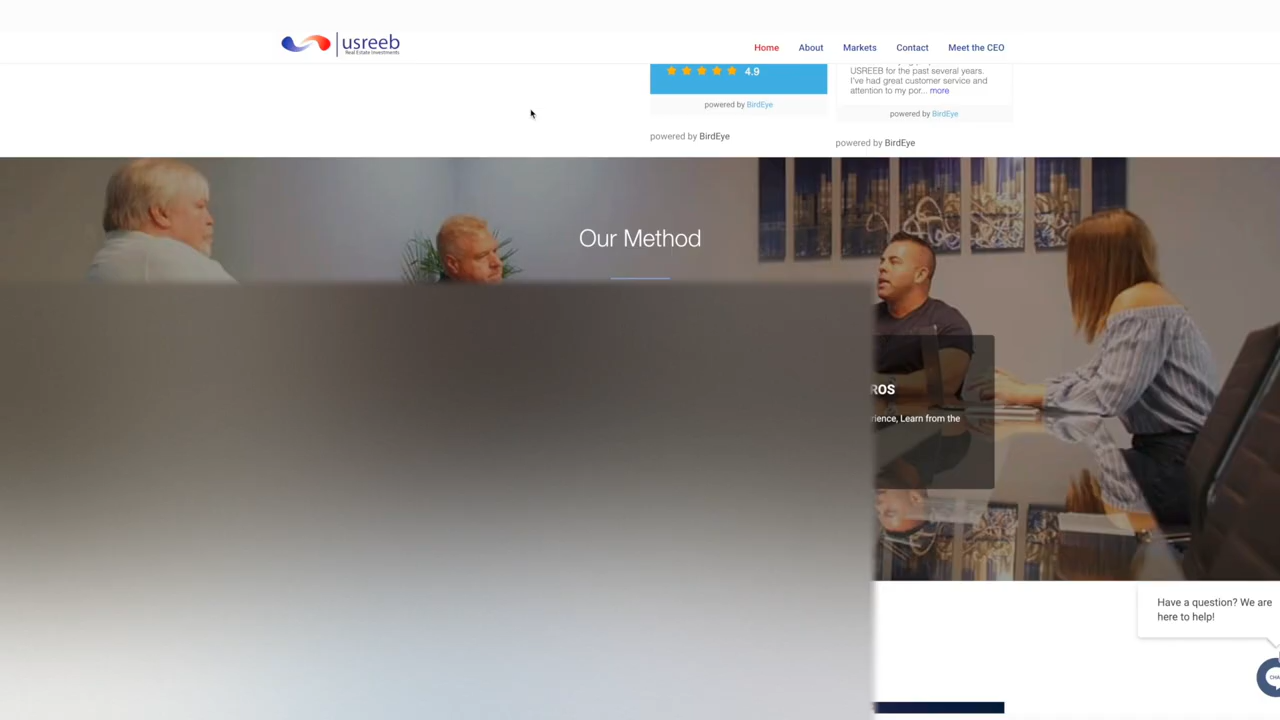 usreeb
Real Estate Investments
Home
About
Markets
Contact
Meet the CEO
4.9
powered by BirdEye
powered by BirdEye
USREEB for the past several years.
I've had great customer service and
attention to my por... more
powered by BirdEye
powered by BirdEye
Our Method
ROS
Learn from the
Have a question? We are
here to help!